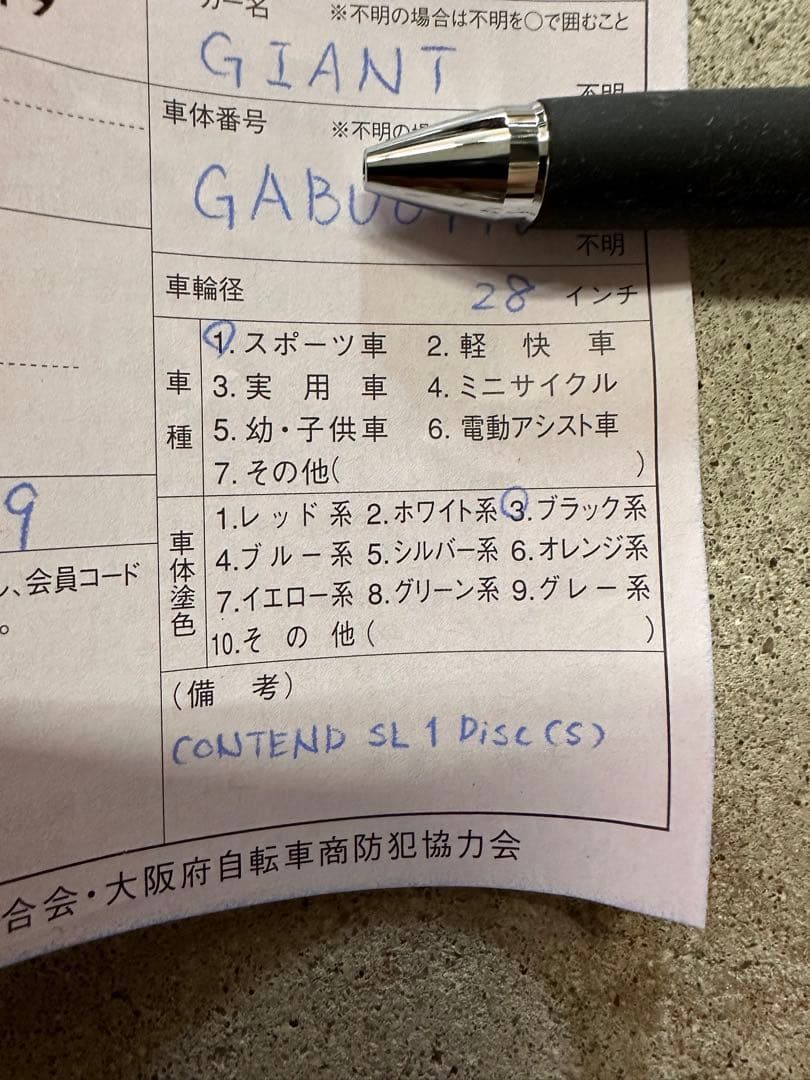 カー名 ※不明の場合は不明を○で囲むこと
GIANT
不明
車体番号 ※不明の
GABU
不明
車輪径 28 インチ
車種
1. スポーツ車 2. 軽快車
3. 実用車 4. ミニサイクル
5. 幼・子供車 6. 電動アシスト車
7. その他( )
車体塗色
1.レッド系 2.ホワイト系 3.ブラック系
4.ブルー系 5.シルバー系 6.オレンジ系
7.イエロー系 8.グリーン系 9.グレー系
10.その他( )
9
、会員コード
。
(備考)
CONTEND SL 1 Disc (S)
合会・大阪府自転車商防犯協力会